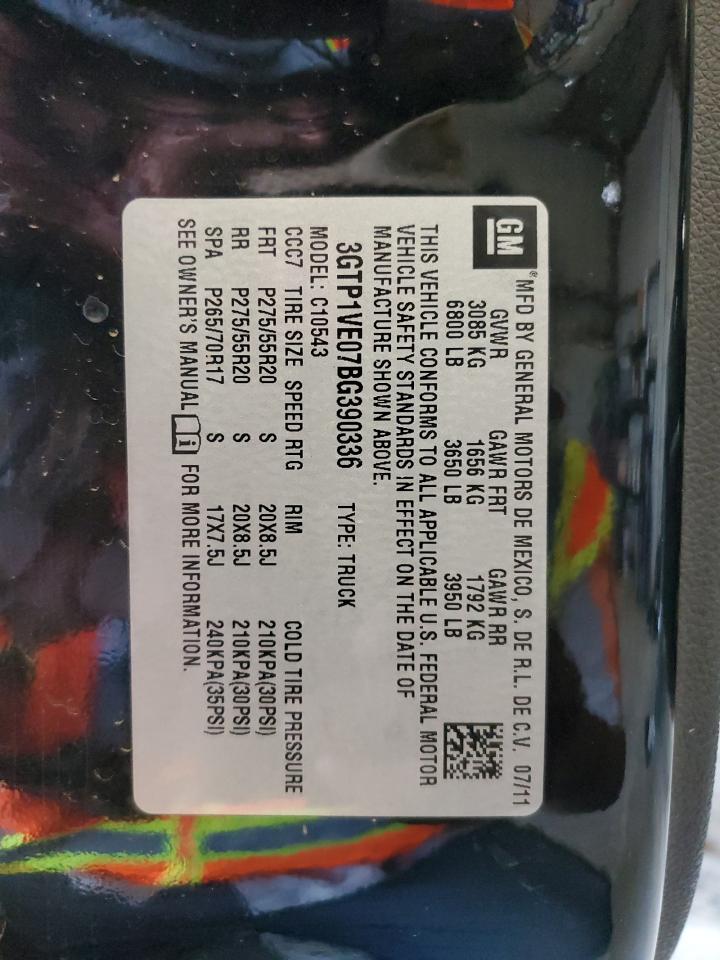 GM
® MFD BY GENERAL MOTORS DE MEXICO, S. DE R.L. DE C.V. 07/11
GVWR GAWR FRT GAWR RR
3085 KG 1656 KG 1792 KG
6800 LB 3650 LB 3950 LB
THIS VEHICLE CONFORMS TO ALL APPLICABLE U.S. FEDERAL MOTOR
VEHICLE SAFETY STANDARDS IN EFFECT ON THE DATE OF
MANUFACTURE SHOWN ABOVE.
3GTP1VE07BG390336 TYPE: TRUCK
MODEL: C10543
CCC7 TIRE SIZE SPEED RTG RIM COLD TIRE PRESSURE
FRT P275/55R20 S 20X8.5J 210KPA(30PSI)
RR P275/55R20 S 20X8.5J 210KPA(30PSI)
SPA P265/70R17 S 17X7.5J 240KPA(35PSI)
SEE OWNER'S MANUAL i FOR MORE INFORMATION.